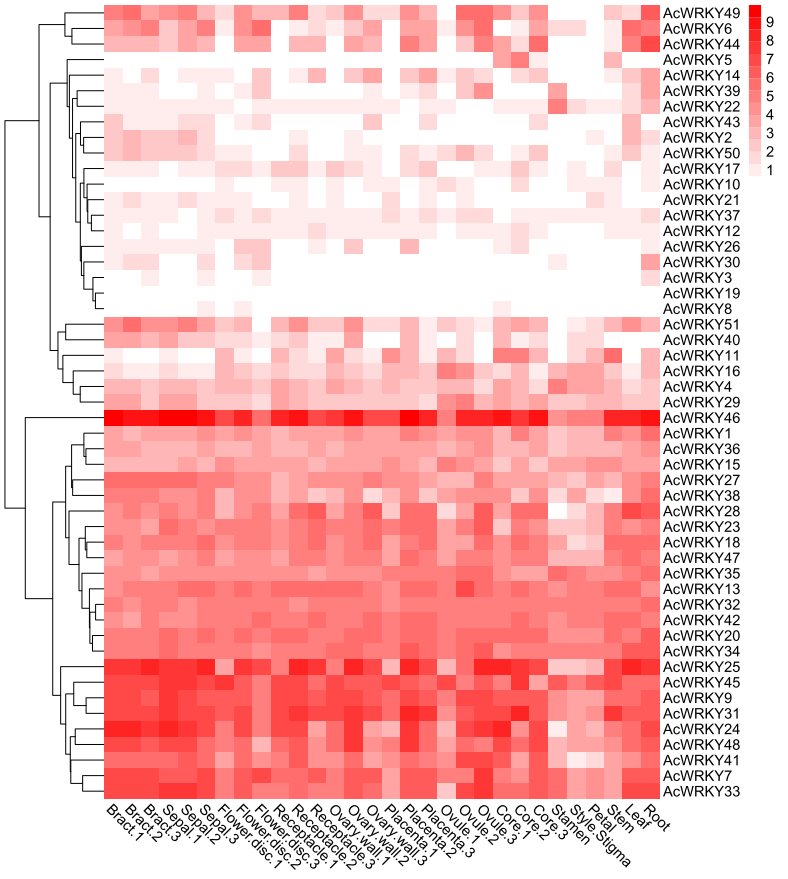 AcWRKY49
AcWRKY6
AcWRKY44
AcWRKY5
AcWRKY14
AcWRKY39
AcWRKY22
AcWRKY43
AcWRKY2
AcWRKY50
AcWRKY17
AcWRKY10
AcWRKY21
AcWRKY37
AcWRKY12
AcWRKY26
AcWRKY30
AcWRKY3
AcWRKY19
AcWRKY8
AcWRKY51
AcWRKY40
AcWRKY11
AcWRKY16
AcWRKY4
AcWRKY29
AcWRKY46
AcWRKY1
AcWRKY36
AcWRKY15
AcWRKY27
AcWRKY38
AcWRKY28
AcWRKY23
AcWRKY18
AcWRKY47
AcWRKY35
AcWRKY13
AcWRKY32
AcWRKY42
AcWRKY20
AcWRKY34
AcWRKY25
AcWRKY45
AcWRKY9
AcWRKY31
AcWRKY24
AcWRKY48
AcWRKY41
AcWRKY7
AcWRKY33
9
8
7
6
5
4
3
2
1
Bract.1
Bract.2
Bract.3
Sepal.1
Sepal.2
Sepal.3
Flower.disc.1
Flower.disc.2
Flower.disc.3
Receptacle.1
Receptacle.2
Receptacle.3
Ovary.wall.1
Ovary.wall.2
Ovary.wall.3
Placenta.1
Placenta.2
Placenta.3
Ovule.1
Ovule.2
Ovule.3
Core.1
Core.2
Core.3
Stamen
Style.Stigma
Petal
Stem
Leaf
Root